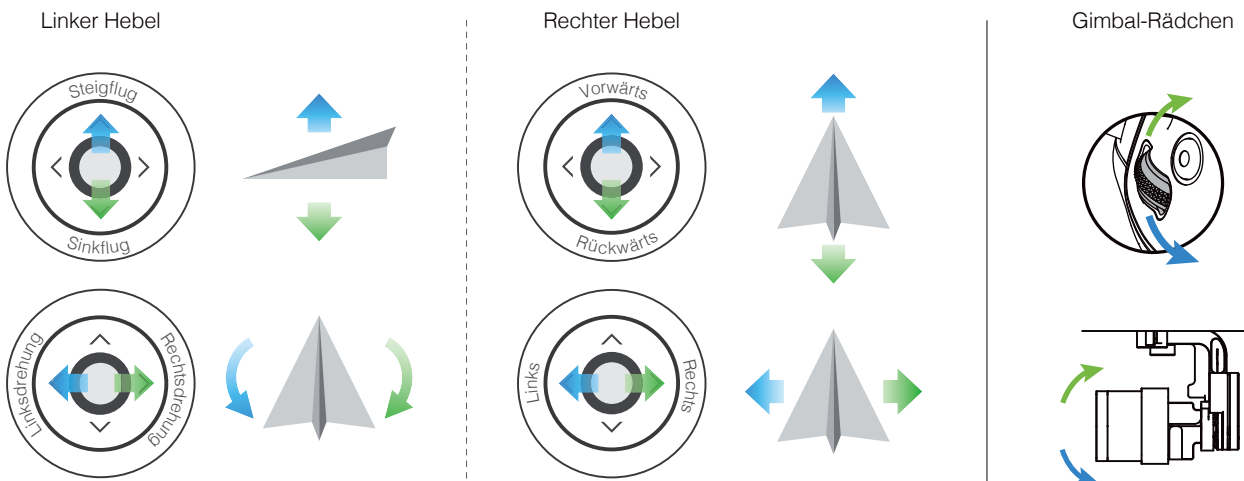 Linker Hebel
Rechter Hebel
Gimbal-Rädchen
Steigflug
Sinkflug
Vorwärts
Rückwärts
Linksdrehung
Rechtsdrehung
Links
Rechts